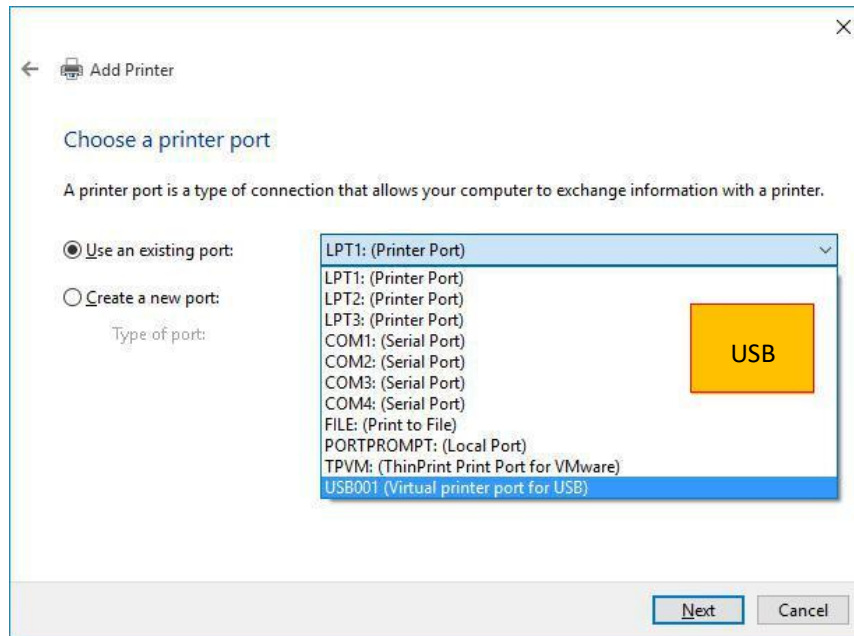 Add Printer
Choose a printer port
A printer port is a type of connection that allows your computer to exchange information with a printer.
Use an existing port:
LPT1: (Printer Port)
LPT1: (Printer Port)
LPT2: (Printer Port)
Create a new port:
LPT3: (Printer Port)
Type of port:
COM1: (Serial Port)
COM2: (Serial Port)
USB
COM3: (Serial Port)
COM4: (Serial Port)
FILE: (Print to File)
PORTPROMPT: (Local Port)
TPVM: (ThinPrint Print Port for VMware)
USB001 (Virtual printer port for USB)
Next
Cancel